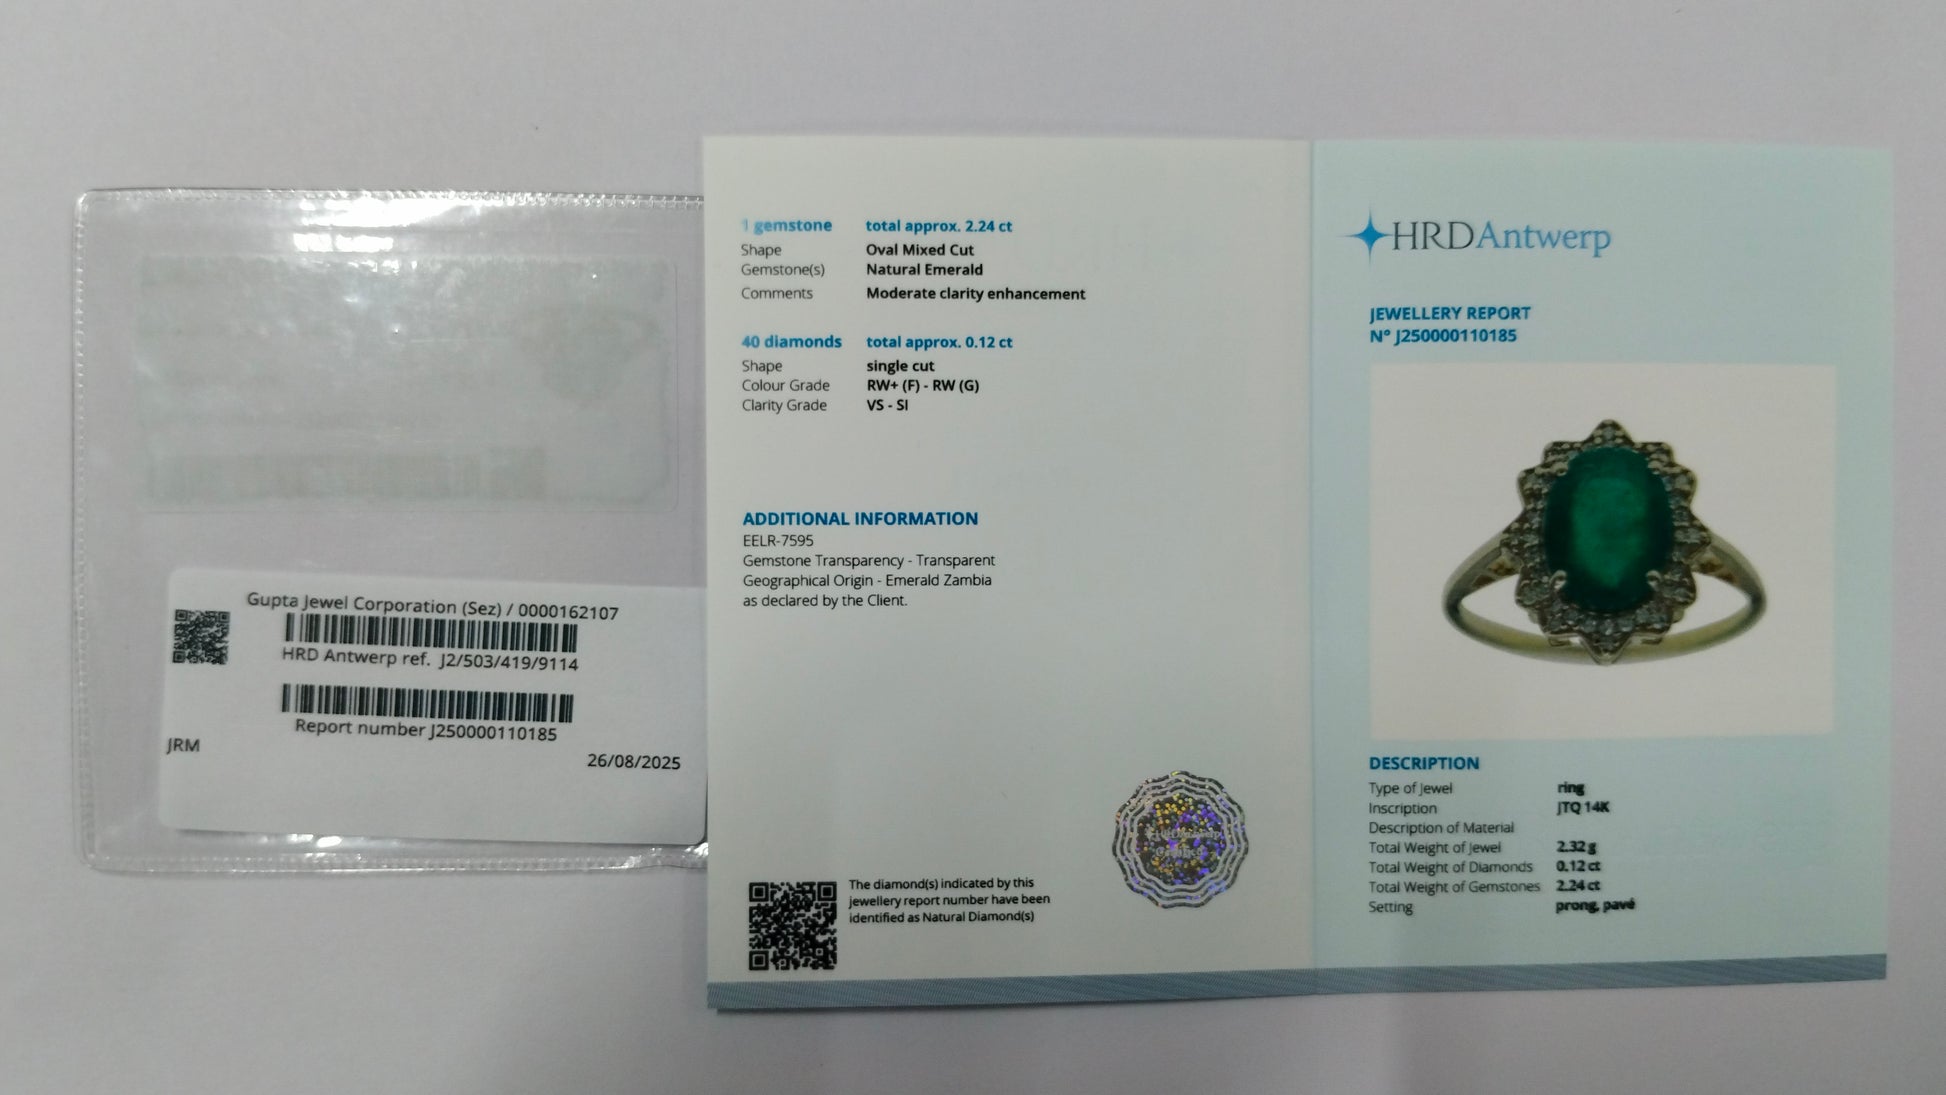 Gupta Jewel Corporation (Sez) / 0000162107
HRD Antwerp ref. J2/503/419/9114
Report number J250000110185
JRM
26/08/2025
1 gemstone total approx. 2.24 ct
Shape Oval Mixed Cut
Gemstone(s) Natural Emerald
Comments Moderate clarity enhancement
40 diamonds total approx. 0.12 ct
Shape single cut
Colour Grade RW+ (F) - RW (G)
Clarity Grade VS - SI
ADDITIONAL INFORMATION
EELR-7595
Gemstone Transparency - Transparent
Geographical Origin - Emerald Zambia
as declared by the Client.
The diamond(s) indicated by this
jewellery report number have been
identified as Natural Diamond(s)
HRDAntwerp
JEWELLERY REPORT
N° J250000110185
DESCRIPTION
Type of Jewel ring
Inscription JTQ 14K
Description of Material
Total Weight of Jewel 2.32 g
Total Weight of Diamonds 0.12 ct
Total Weight of Gemstones 2.24 ct
Setting prong, pavé